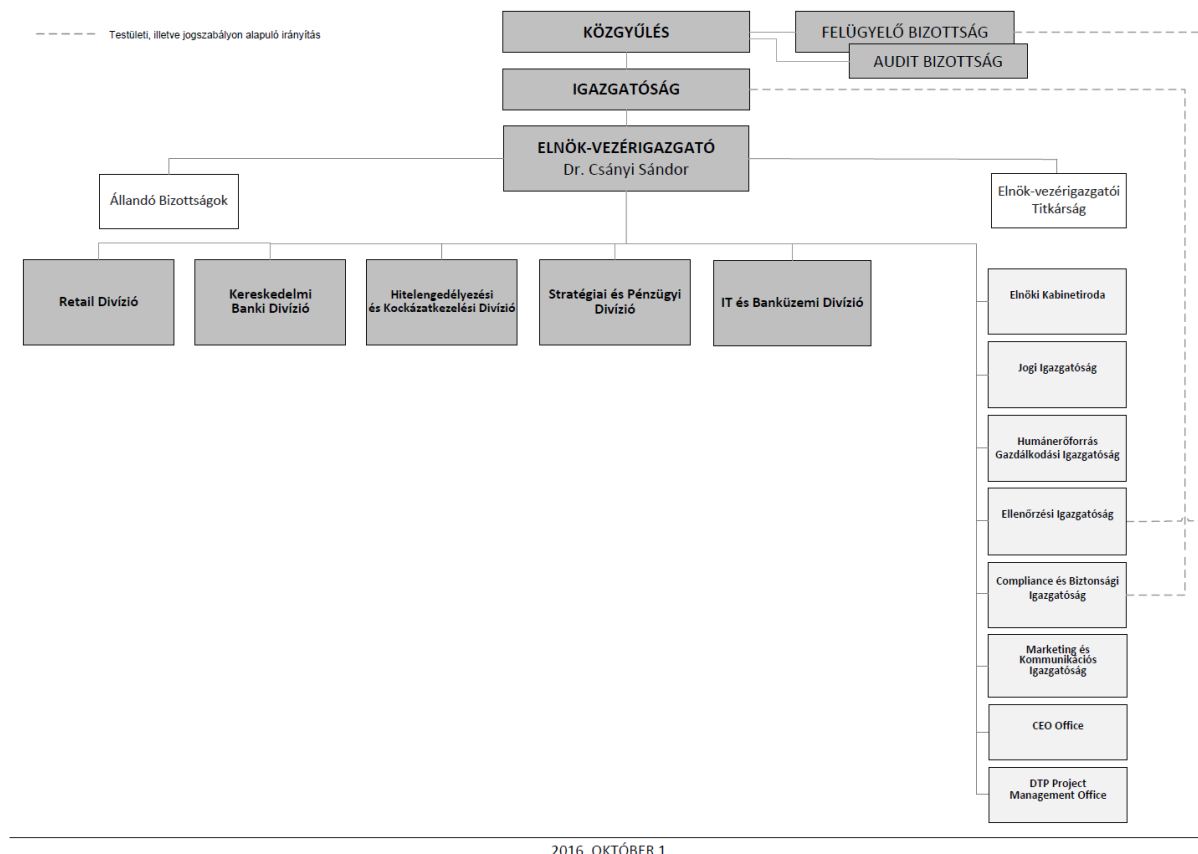 Testületi, illetve jogszabályon alapuló irányítás
KÖZGYŰLÉS
FELÜGYELŐ BIZOTTSÁG
AUDIT BIZOTTSÁG
IGAZGATÓSÁG
ELNÖK-VEZÉRIGAZGATÓ
Dr. Csányi Sándor
Állandó Bizottságok
Elnök-vezérigazgatói
Titkárság
Retail Divízió
Kereskedelmi
Banki Divízió
Hitelengedélyezési
és Kockázatkezelési Divízió
Stratégiai és Pénzügyi
Divízió
IT és Banküzemi Divízió
Elnöki Kabinetiroda
Jogi Igazgatóság
Humánerőforrás
Gazdálkodási Igazgatóság
Ellenőrzési Igazgatóság
Compliance és Biztonsági
Igazgatóság
Marketing és
Kommunikációs
Igazgatóság
CEO Office
DTP Project
Management Office
2016. OKTÓBER 1.